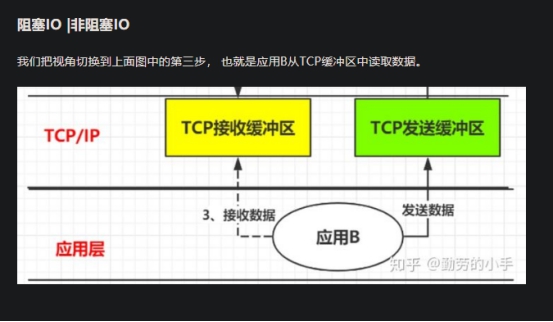 阻塞IO |非阻塞IO
我们把视角切换到上面图中的第三步， 也就是应用B从TCP缓冲区中读取数据。
TCP/IP
TCP接收缓冲区
TCP发送缓冲区
3、接收数据
发送数据
应用B
应用层
知乎 @勤劳的小手